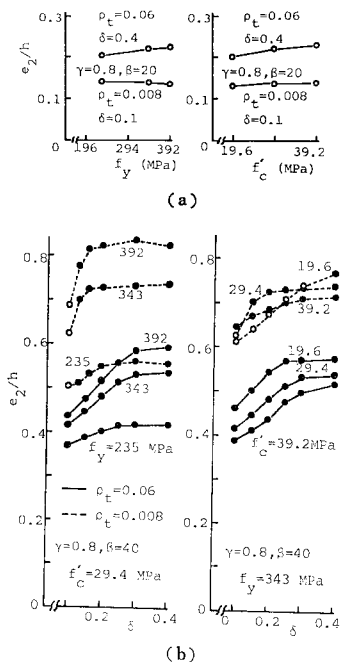 ρt=0.06
δ=0.4
γ=0.8,β=20
ρt=0.008
δ=0.1
e2/h
0.3
0.1
0
196 294 392
fy (MPa)
ρt=0.06
δ=0.4
γ=0.8,β=20
ρt=0.008
δ=0.1
0.3
0.1
0
19.6 39.2
f'c (MPa)
(a)
0.8
392
343
0.6
235
392
343
e2/h
0.4
fy=235 MPa
ρt=0.06
ρt=0.008
0.2
γ=0.8,β=40
f'c=29.4 MPa
0
0.2 0.4
δ
0.8
19.6
29.4
39.2
0.6
19.6
29.4
0.4
f'c=39.2MPa
0.2
γ=0.8,β=40
fy=343 MPa
0
0 0.2 0.4
δ
(b)